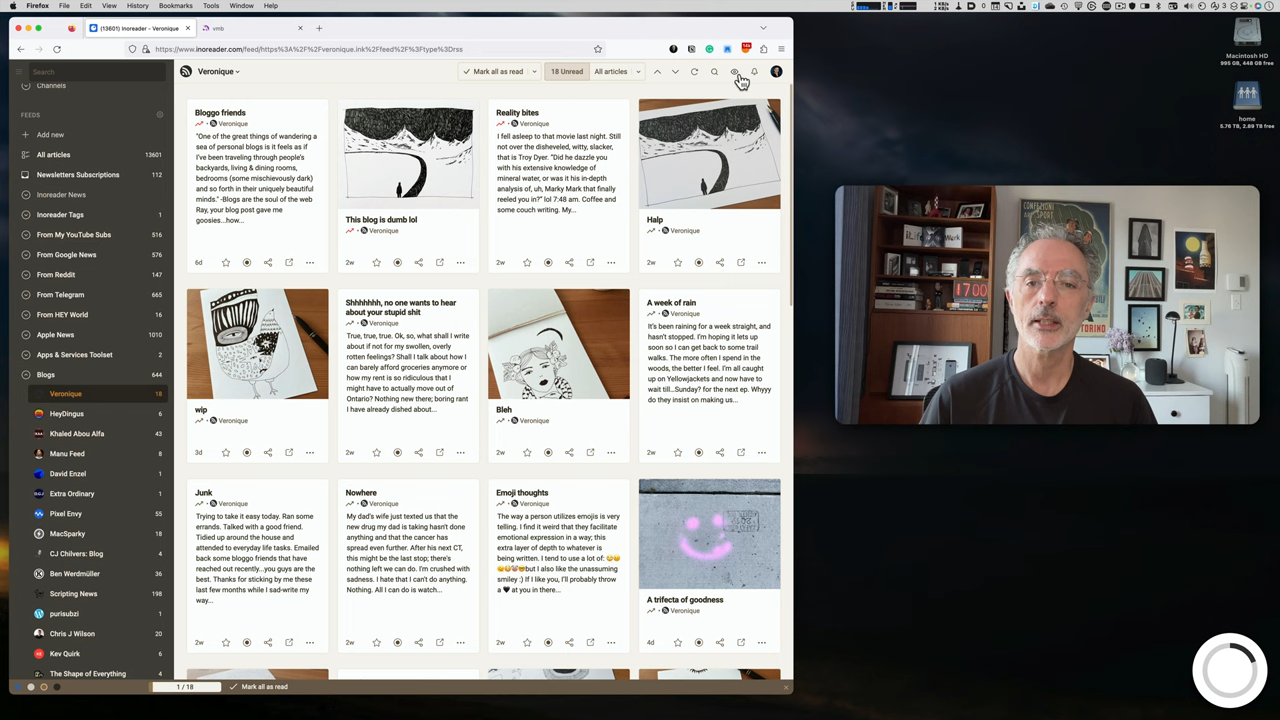 Firefox File Edit View History Bookmarks Tools Window Help
(13601) Inoreader - Veronique
vmb
https://www.inoreader.com/feed/https%3A%2F%2Fveronique.ink%2Ffeed%2F%3Ftype%3Drss
Search
Channels
FEEDS
Add new
All articles 13601
Newsletters Subscriptions 112
Inoreader News
Inoreader Tags 1
From My YouTube Subs 516
From Google News 576
From Reddit 147
From Telegram 665
From HEY World 11
Apple News 1010
Apps & Services Toolset 2
Blogs 644
Veronique 18
HeyDingus 6
Khaled Abou Alfa 43
Manu Feed 8
David Enzel 1
Extra Ordinary 1
Pixel Envy 5
MacSparky 18
CJ Chilvers: Blog 4
Ben Werdmüller 30
Scripting News 198
purisubzi 1
Chris J Wilson 20
Kev Quirk 6
The Shape of Everything 4
Veronique
Mark all as read
18 Unread
All articles
Bloggo friends
Veronique
"One of the great things of wandering a
sea of personal blogs is it feels as if
I've been traveling through people's
backyards, living & dining rooms,
bedrooms (some mischievously dark)
and so forth in their uniquely beautiful
minds." -Blogs are the soul of the web
Ray, your blog post gave me
goosies...how...
6d
This blog is dumb lol
Veronique
2w
Reality bites
Veronique
I fell asleep to that movie last night. Still
not over the disheveled, witty, slacker,
that is Troy Dyer. "Did he dazzle you
with his extensive knowledge of
mineral water, or was it his in-depth
analysis of, uh, Marky Mark that finally
reeled you in?" lol 7:48 am. Coffee and
some couch writing. My...
2w
Halp
Veronique
2w
wip
Veronique
3d
Shhhhhhh, no one wants to hear
about your stupid shit
Veronique
True, true, true. Ok, so, what shall I write
about if not for my swollen, overly
rotten feelings? Shall I talk about how I
can barely afford groceries anymore or
how my rent is so ridiculous that I
might have to actually move out of
Ontario? Nothing new there; boring rant
I have already dished about...
2w
Bleh
Veronique
2w
A week of rain
Veronique
It's been raining for a week straight, and
hasn't stopped. I'm hoping it lets up
soon so I can get back to some trail
walks. The more often I spend in the
woods, the better I feel. I'm all caught
up on Yellowjackets and now have to
wait till...Sunday? for the next ep. Whyyy
do they insist on making us...
2w
Junk
Veronique
Trying to take it easy today. Ran some
errands. Talked with a good friend.
Tidied up around the house and
attended to everyday life tasks. Emailed
back some bloggo friends that have
reached out recently...you guys are the
best. Thanks for sticking by me these
last few months while I sad-write my
way...
2w
Nowhere
Veronique
My dad's wife just texted us that the
new drug my dad is taking hasn't done
anything and that the cancer has
spread even further. After his next CT,
this might be the last stop; there's
nothing left we can do. I'm crushed with
sadness. I hate that I can't do anything.
Nothing. All I can do is watch...
2w
Emoji thoughts
Veronique
The way a person utilizes emojis is very
telling. I find it weird that they facilitate
emotional expression in a way; this
extra layer of depth to whatever is
being written. I tend to use a lot of: 🥲😊
but I also like the unassuming
smiley :) If I like you, I'll probably throw
a 🖤 at you in there...
2w
A trifecta of goodness
Veronique
4d
1 / 18
Mark all as read
Macintosh HD
995 GB, 448 GB free
home
5.76 TB, 2.89 TB free
CONFEZIONI
SPORT
TORINO
1700